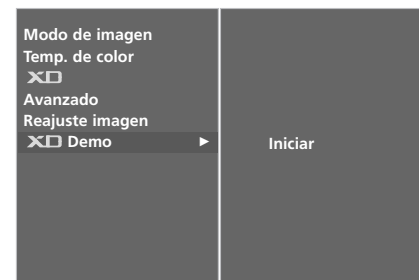 Modo de imagen
Temp. de color
XD
Avanzado
Reajuste imagen
XD Demo ►
Iniciar